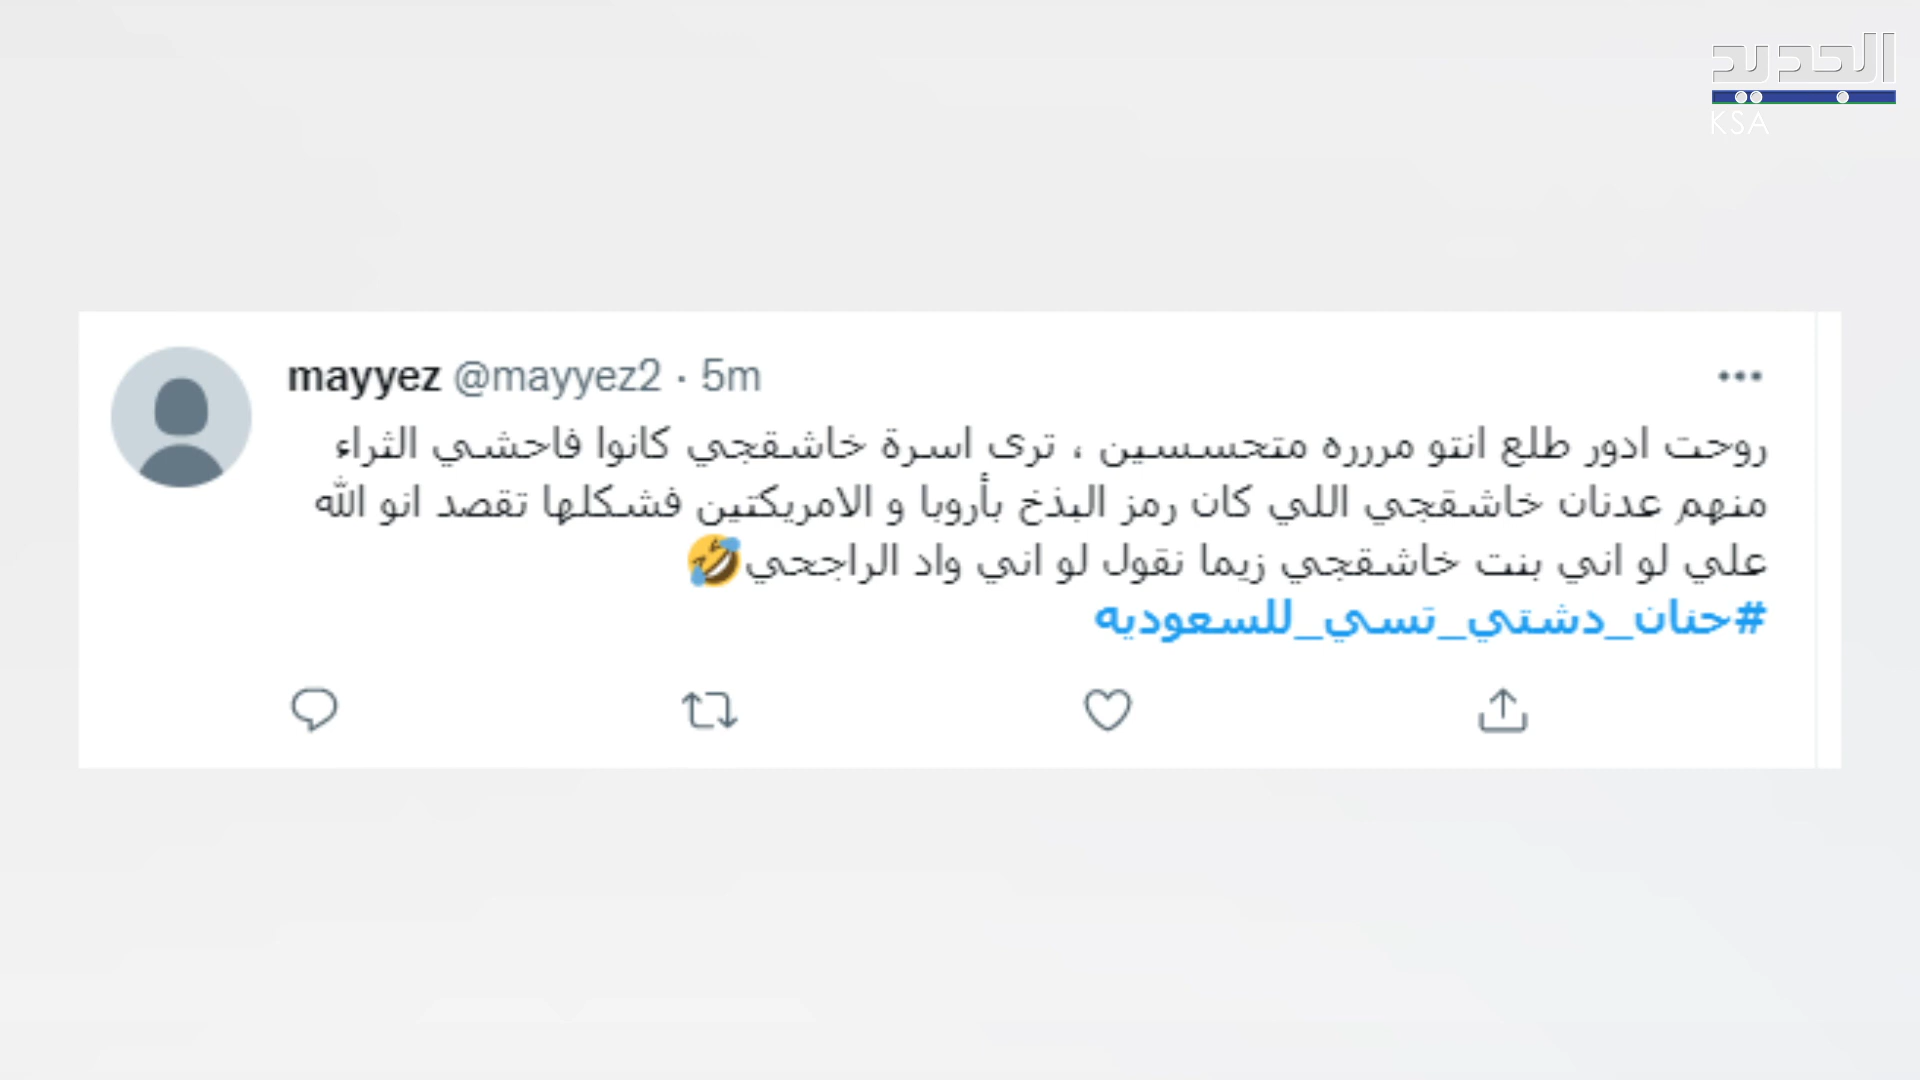 الجديد
KSA
mayyez @mayyez2 · 5m
روحت ادور طلع انتو مرررہ متحسسين ، ترى اسرة خاشقجي كانوا فاحشي الثراء
منهم عدنان خاشقجي اللي كان رمز البذخ بأروبا و الامريكتين فشكلها تقصد انو الله
علي لو اني بنت خاشقجي زيما نقول لو اني واد الراجحي🤣
#حنان_دشتي_تسي_للسعوديه